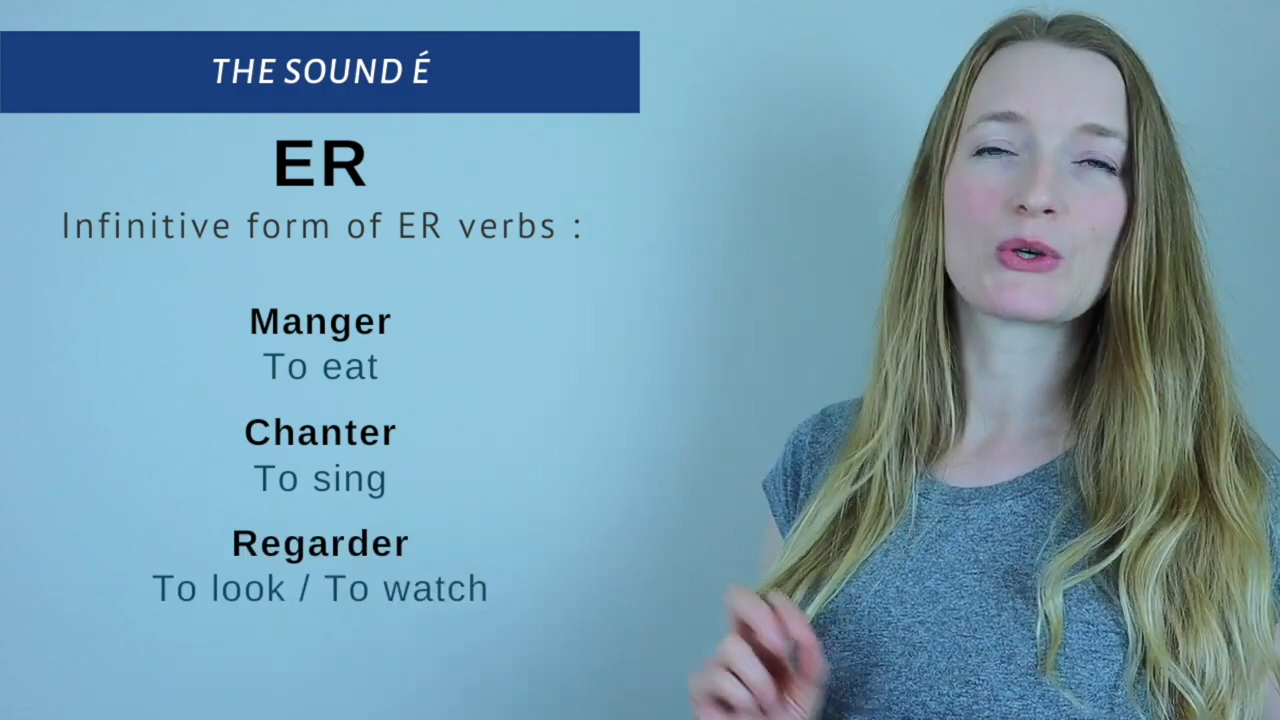 THE SOUND É
ER
Infinitive form of ER verbs :
Manger
To eat
Chanter
To sing
Regarder
To look / To watch